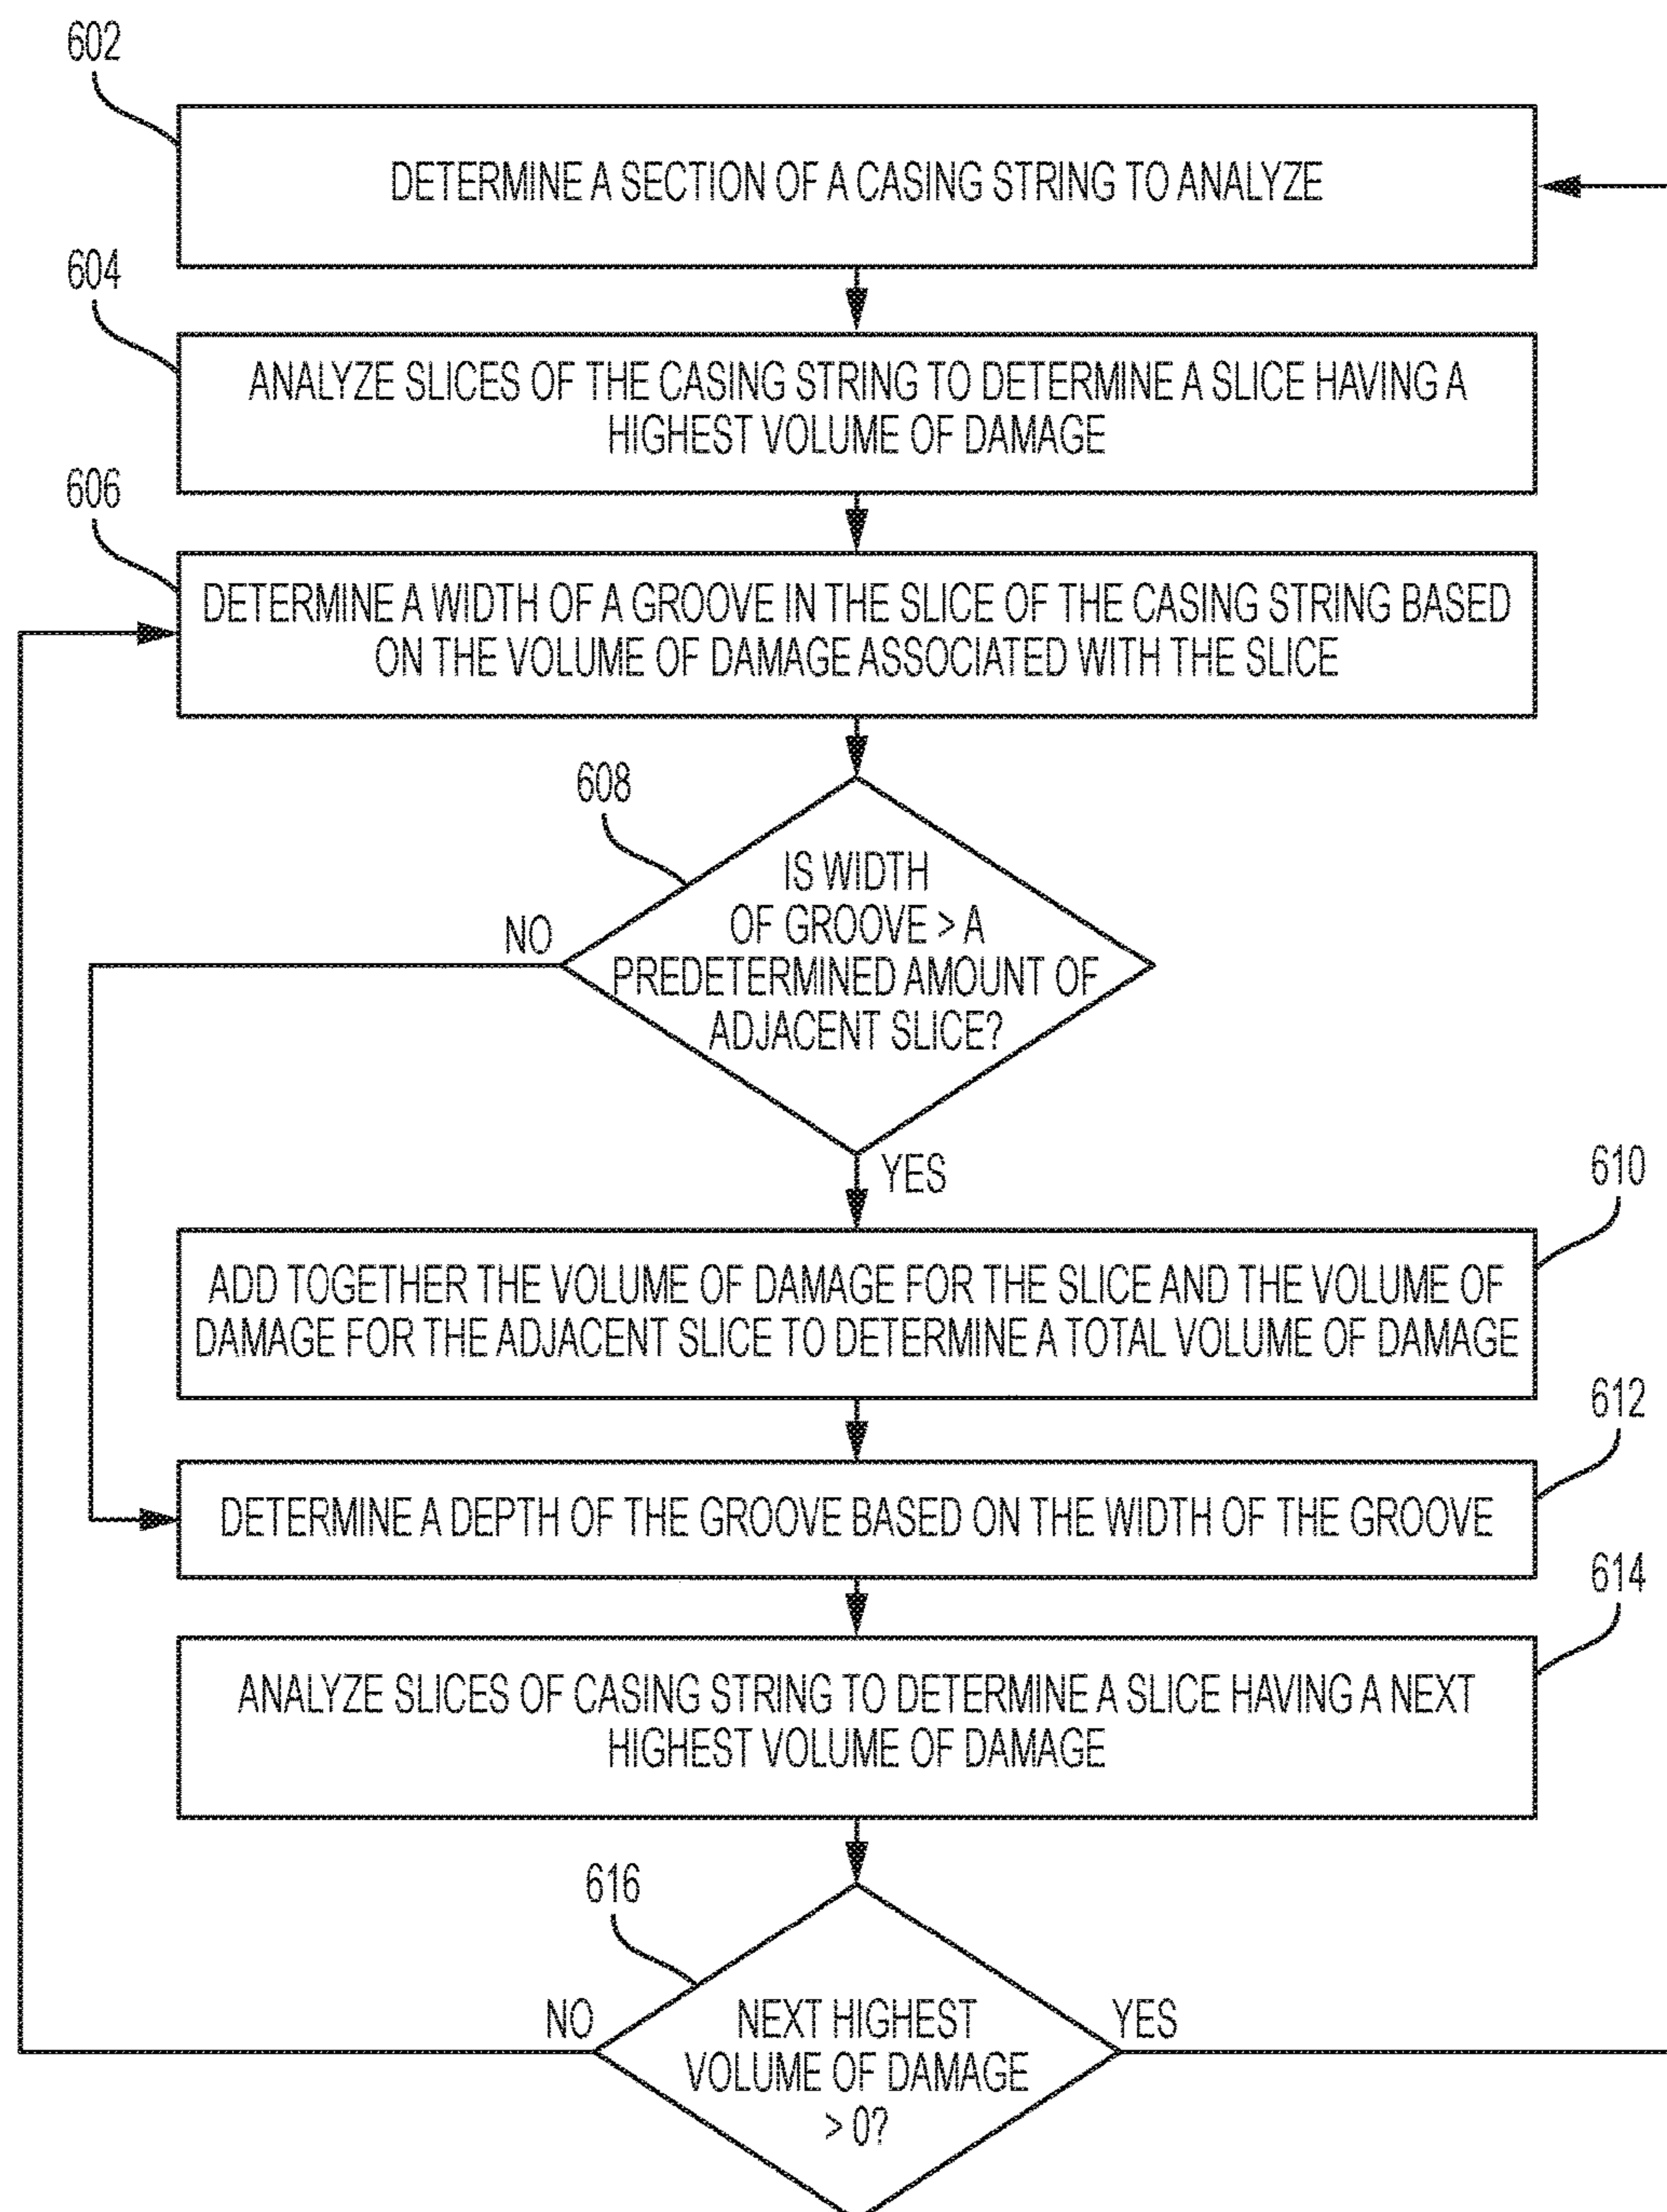 602
DETERMINE A SECTION OF A CASING STRING TO ANALYZE
604
ANALYZE SLICES OF THE CASING STRING TO DETERMINE A SLICE HAVING A
HIGHEST VOLUME OF DAMAGE
606
DETERMINE A WIDTH OF A GROOVE IN THE SLICE OF THE CASING STRING BASED
ON THE VOLUME OF DAMAGE ASSOCIATED WITH THE SLICE
608
IS WIDTH
OF GROOVE > A
PREDETERMINED AMOUNT OF
ADJACENT SLICE?
NO
YES
610
ADD TOGETHER THE VOLUME OF DAMAGE FOR THE SLICE AND THE VOLUME OF
DAMAGE FOR THE ADJACENT SLICE TO DETERMINE A TOTAL VOLUME OF DAMAGE
612
DETERMINE A DEPTH OF THE GROOVE BASED ON THE WIDTH OF THE GROOVE
614
ANALYZE SLICES OF CASING STRING TO DETERMINE A SLICE HAVING A NEXT
HIGHEST VOLUME OF DAMAGE
616
NO
NEXT HIGHEST
VOLUME OF DAMAGE
> 0?
YES